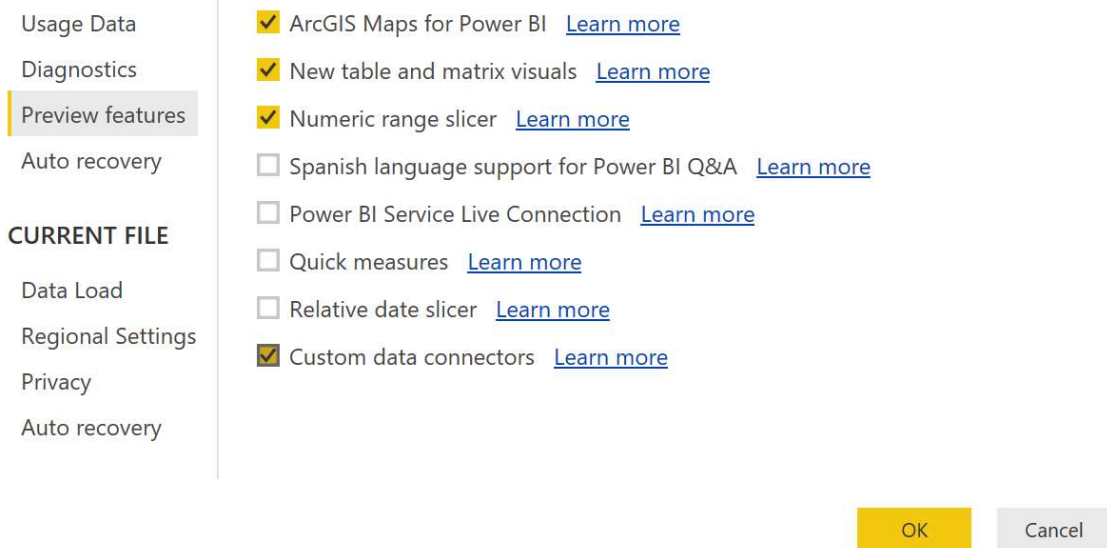 Usage Data
Diagnostics
Preview features
Auto recovery
CURRENT FILE
Data Load
Regional Settings
Privacy
Auto recovery
ArcGIS Maps for Power BI Learn more
New table and matrix visuals Learn more
Numeric range slicer Learn more
Spanish language support for Power BI Q&A Learn more
Power BI Service Live Connection Learn more
Quick measures Learn more
Relative date slicer Learn more
Custom data connectors Learn more
OK Cancel